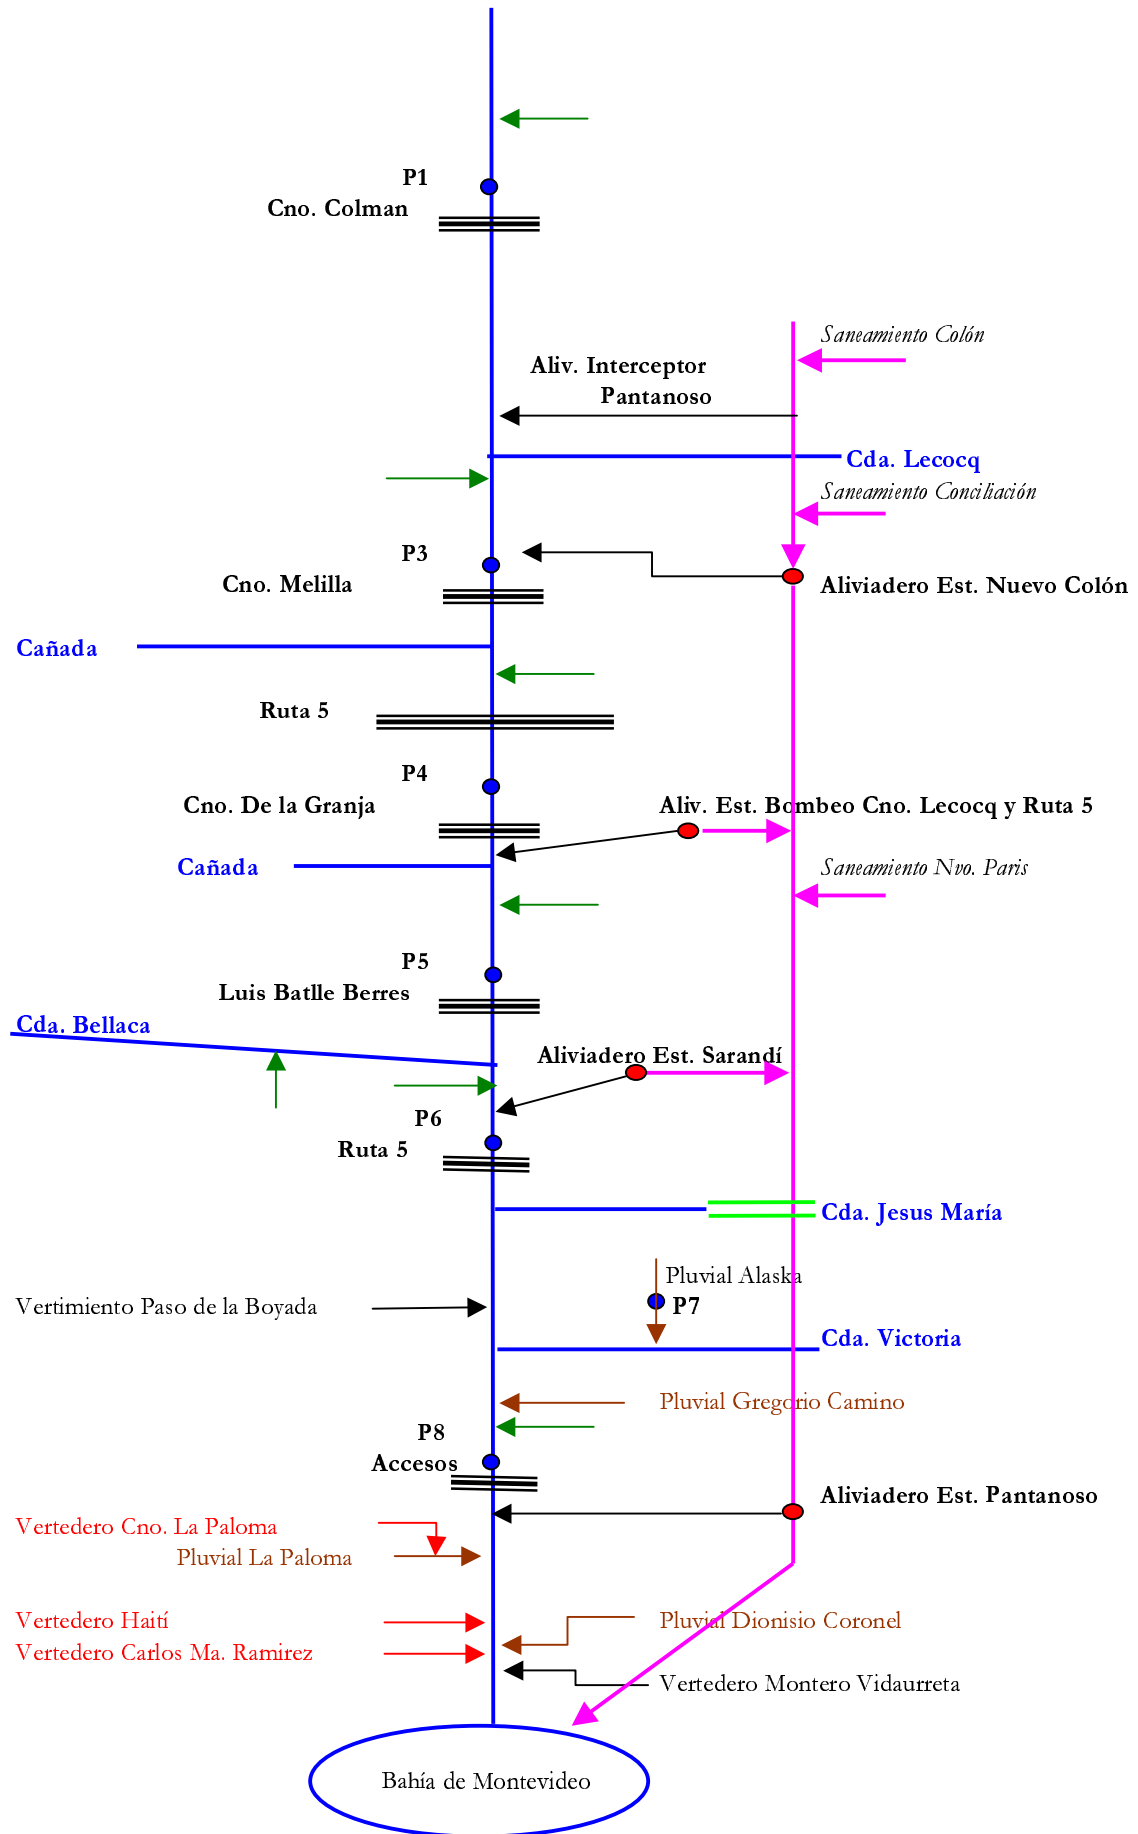 P1
Cno. Colman
Saneamiento Colón
Aliv. Interceptor
Pantanoso
Cda. Lecocq
Saneamiento Conciliación
P3
Cno. Melilla
Aliviadero Est. Nuevo Colón
Cañada
Ruta 5
P4
Cno. De la Granja
Aliv. Est. Bombeo Cno. Lecocq y Ruta 5
Cañada
Saneamiento Nvo. Paris
P5
Luis Batlle Berres
Cda. Bellaca
Aliviadero Est. Sarandí
P6
Ruta 5
Cda. Jesus María
Pluvial Alaska
Vertimiento Paso de la Boyada
P7
Cda. Victoria
Pluvial Gregorio Camino
P8
Accesos
Aliviadero Est. Pantanoso
Vertedero Cno. La Paloma
Pluvial La Paloma
Vertedero Haití
Pluvial Dionisio Coronel
Vertedero Carlos Ma. Ramirez
Vertedero Montero Vidaurreta
Bahía de Montevideo